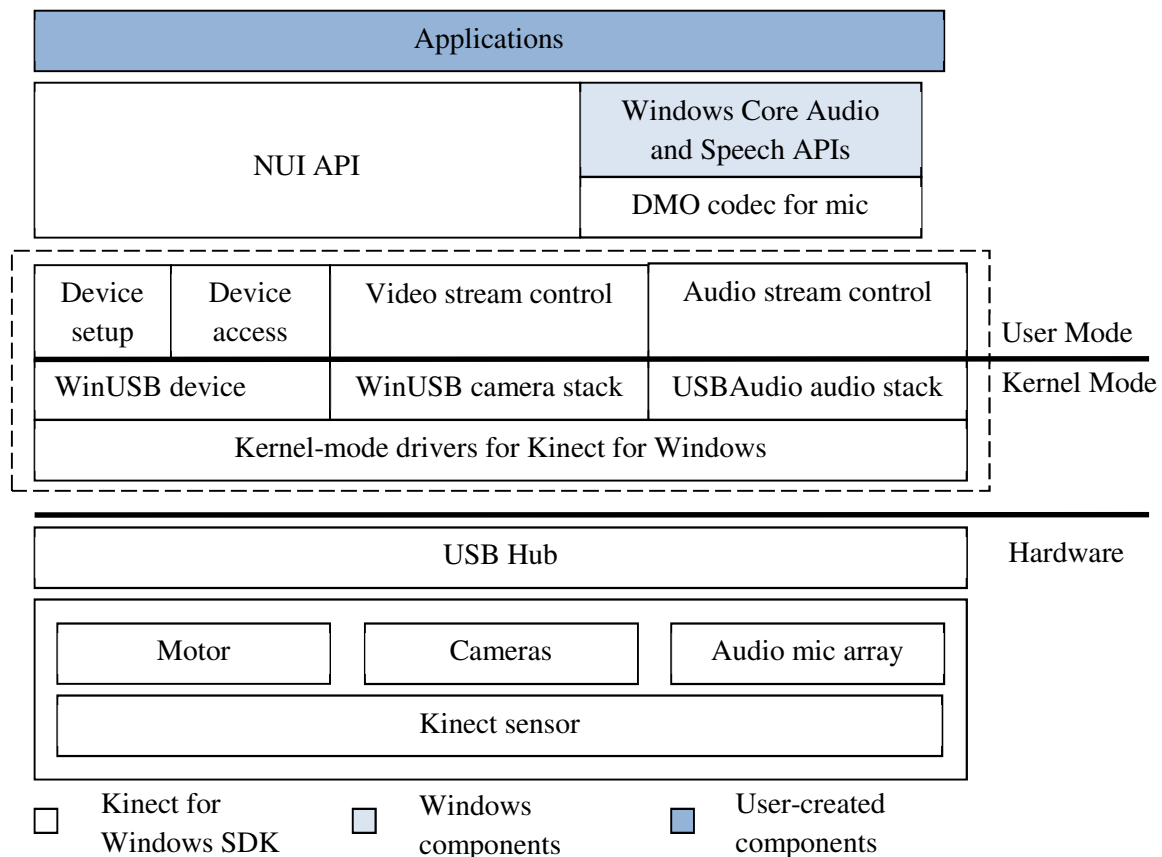 Applications
NUI API
Windows Core Audio
and Speech APIs
DMO codec for mic
Device
setup
Device
access
Video stream control
Audio stream control
User Mode
WinUSB device
WinUSB camera stack
USBAudio audio stack
Kernel Mode
Kernel-mode drivers for Kinect for Windows
USB Hub
Hardware
Motor
Cameras
Audio mic array
Kinect sensor
Kinect for
Windows SDK
Windows
components
User-created
components